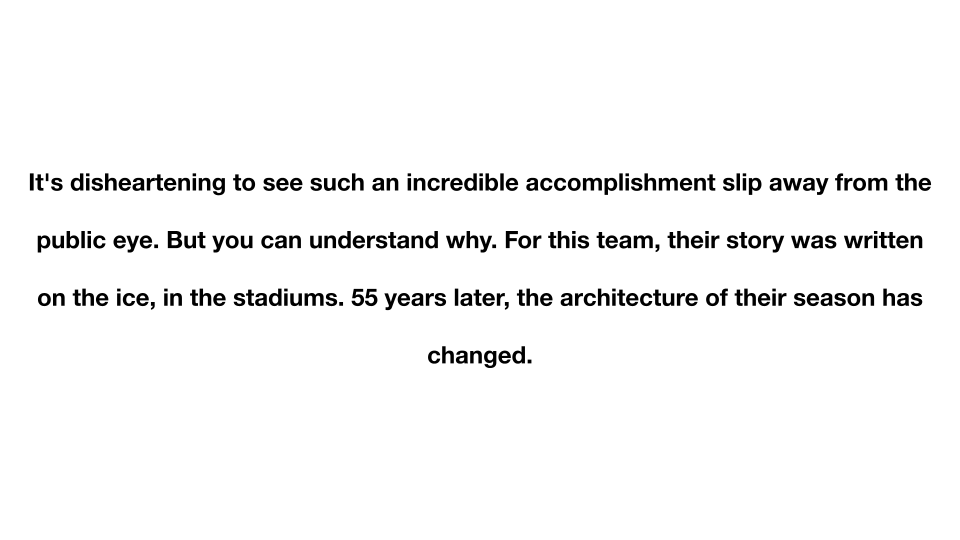 It's disheartening to see such an incredible accomplishment slip away from the
public eye. But you can understand why. For this team, their story was written
on the ice, in the stadiums. 55 years later, the architecture of their season has
changed.